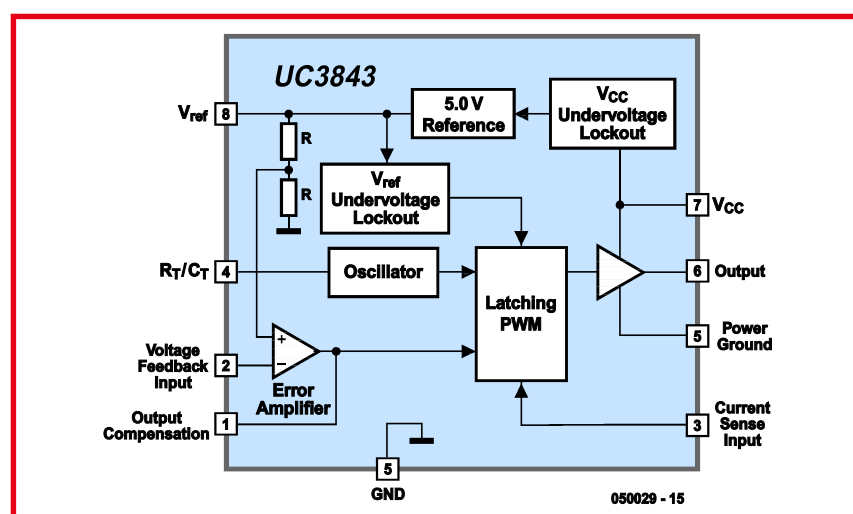 UC3843
Vref
8
R
R
5.0 V
Reference
VCC
Undervoltage
Lockout
Vref
Undervoltage
Lockout
7
VCC
RT/CT
4
Oscillator
Latching
PWM
6
Output
5
Power
Ground
Voltage
Feedback
Input
2
+
−
Error
Amplifier
Output
Compensation
1
3
Current
Sense
Input
5
GND
050029 - 15